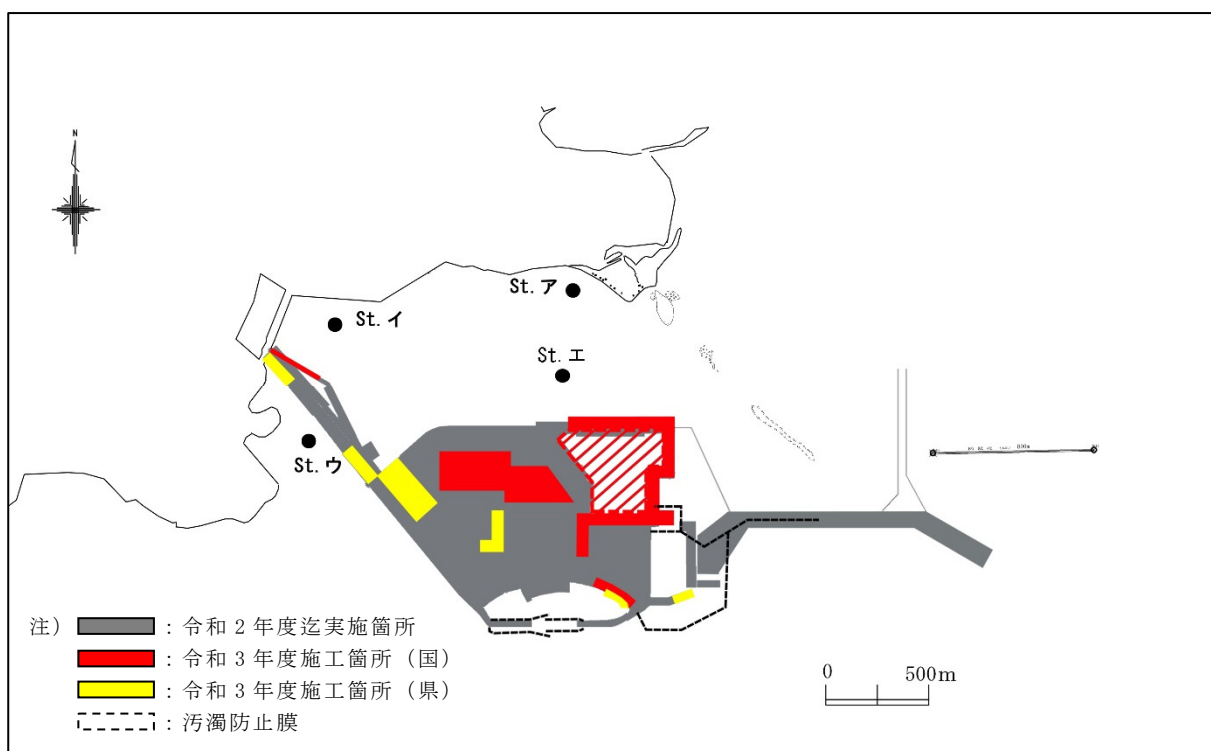 N
St. ア
St. イ
St. エ
St. ウ
注） ：令和２年度迄実施箇所
：令和３年度施工箇所（国）
：令和３年度施工箇所（県）
：汚濁防止膜
0 500m